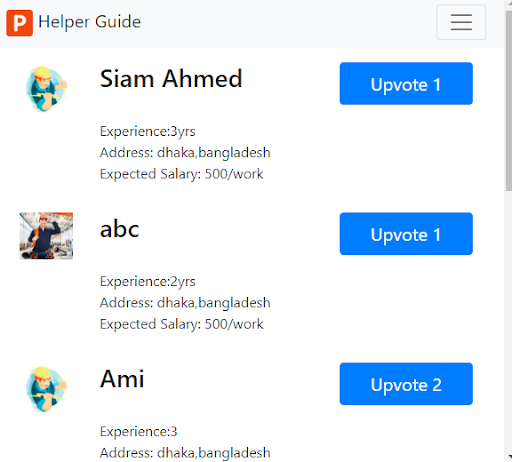 P Helper Guide
Siam Ahmed
Upvote 1
Experience:3yrs
Address: dhaka,bangladesh
Expected Salary: 500/work
abc
Upvote 1
Experience:2yrs
Address: dhaka,bangladesh
Expected Salary: 500/work
Ami
Upvote 2
Experience:3
Address: dhaka,bangladesh